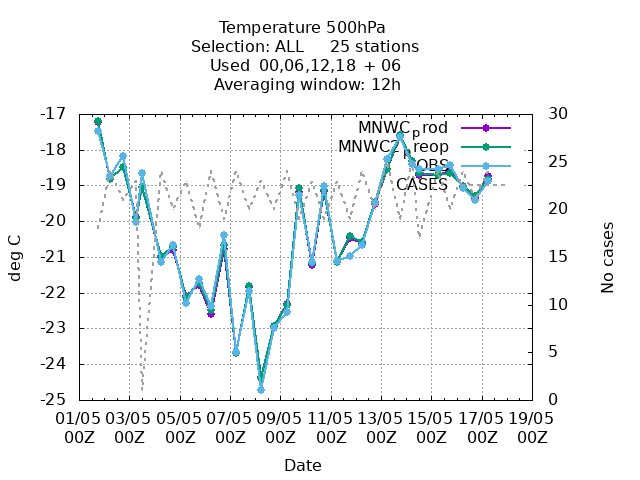 Temperature 500hPa
Selection: ALL 25 stations
Used 00,06,12,18 + 06
Averaging window: 12h
-17
-18
-19
-20
-21
-22
-23
-24
-25
30
25
20
15
10
5
0
MNWC_prod
MNWC2_preop
OBS
CASES
deg C
No cases
01/05 03/05 05/05 07/05 09/05 11/05 13/05 15/05 17/05 19/05
00Z 00Z 00Z 00Z 00Z 00Z 00Z 00Z 00Z 00Z
Date